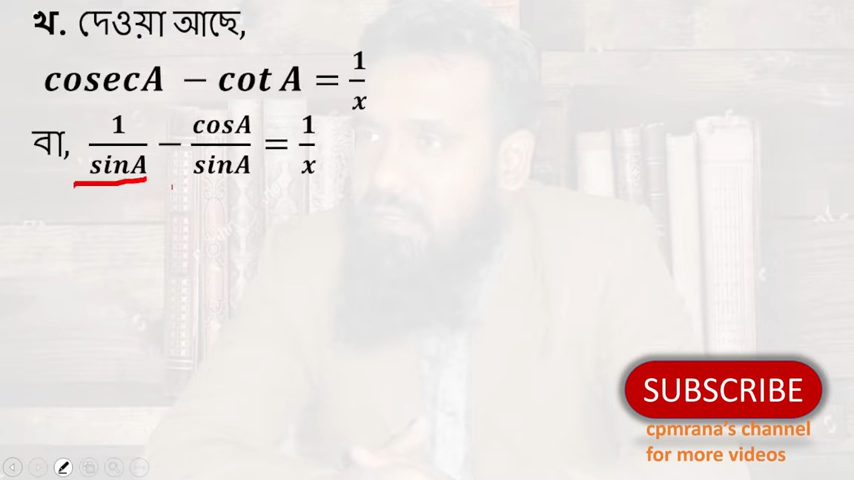 খ. দেওয়া আছে,
cosecA − cot A = 1/x
বা, 1/sinA − cosA/sinA = 1/x
SUBSCRIBE
cpmrana's channel
for more videos